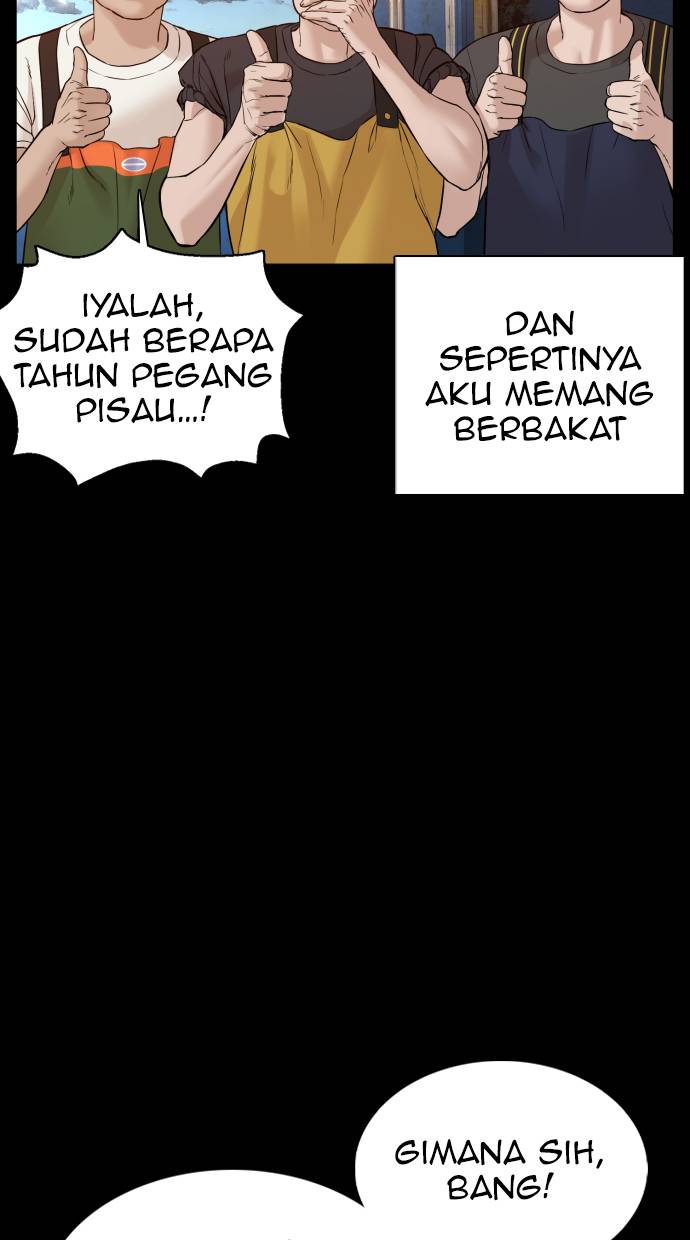 IYALAH,
SUDAH BERAPA
TAHUN PEGANG
PISAU...!
DAN
SEPERTINYA
AKU MEMANG
BERBAKAT
GIMANA SIH,
BANG!